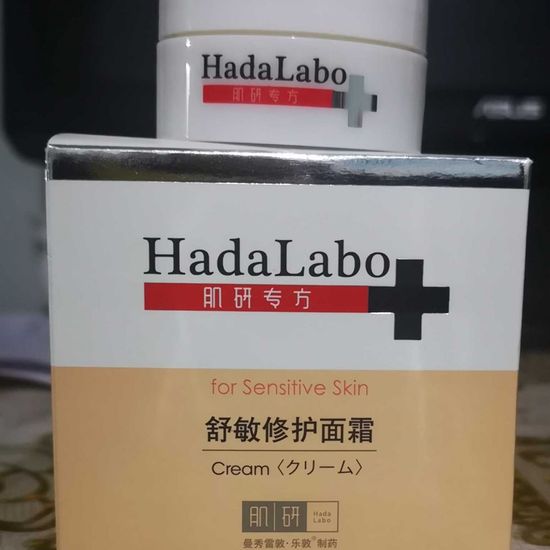 HadaLabo
肌研专方
ASUS
HadaLabo
肌研专方
for Sensitive Skin
舒敏修护面霜
Cream〈クリーム〉
肌研 Hada Labo
曼秀雷敦·乐敦®制药